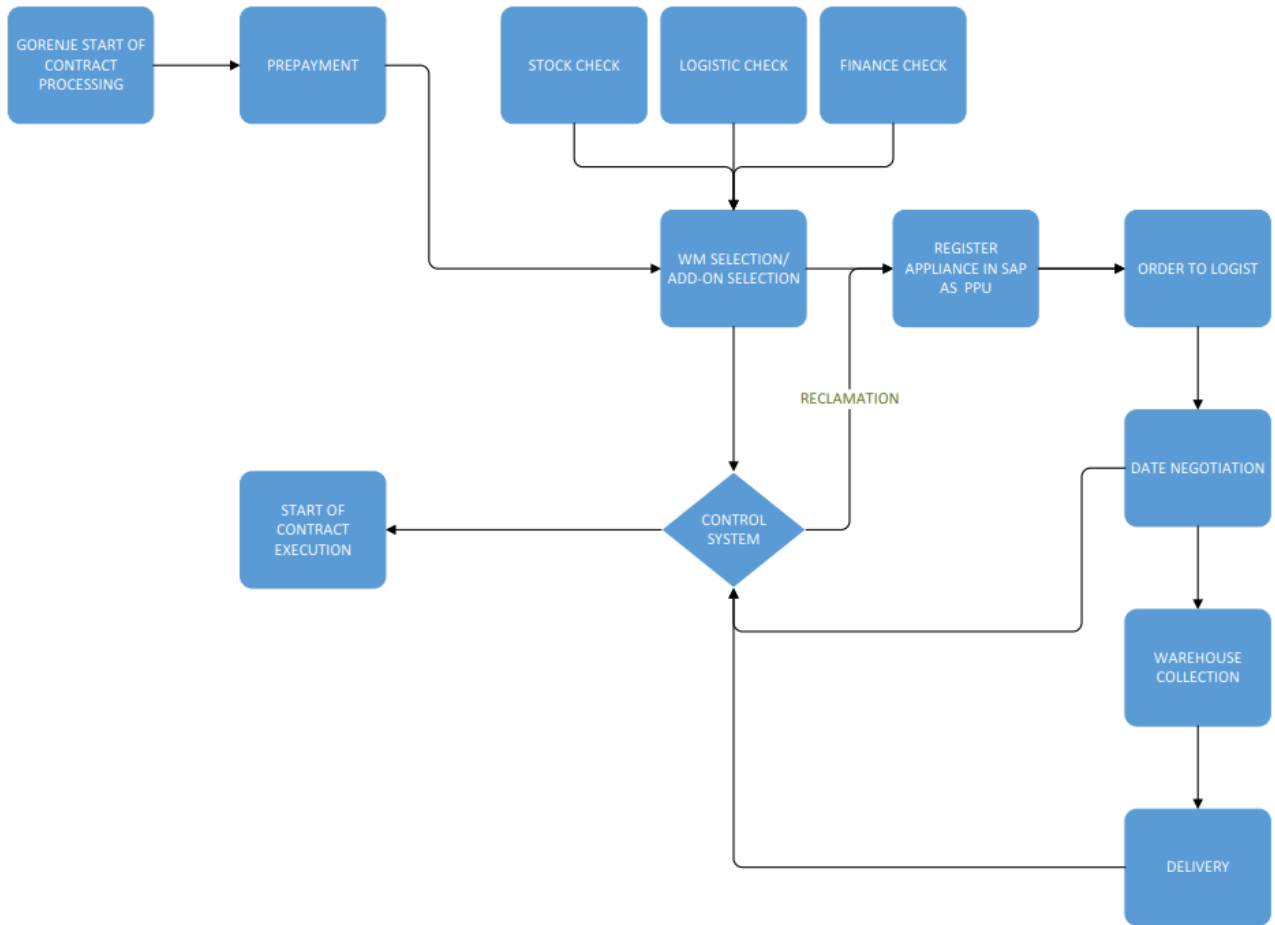 GORENJE START OF
CONTRACT
PROCESSING
PREPAYMENT
STOCK CHECK
LOGISTIC CHECK
FINANCE CHECK
WM SELECTION/
ADD-ON SELECTION
REGISTER
APPLIANCE IN SAP
AS PPU
ORDER TO LOGIST
RECLAMATION
DATE NEGOTIATION
START OF
CONTRACT
EXECUTION
CONTROL
SYSTEM
WAREHOUSE
COLLECTION
DELIVERY